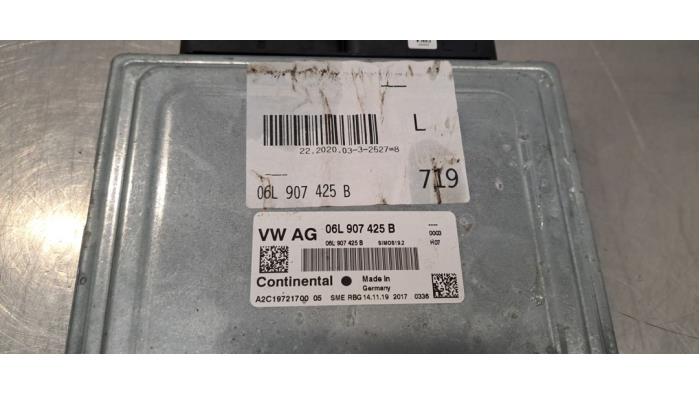 L
22.2020.03-3-2527=8
06L 907 425 B
719
VW AG 06L 907 425 B
06L 907 425 B SIMOS19.2
0003
H07
Continental Made in
Germany
A2C19721700 05 SME RBG 14.11.19 2017 0336